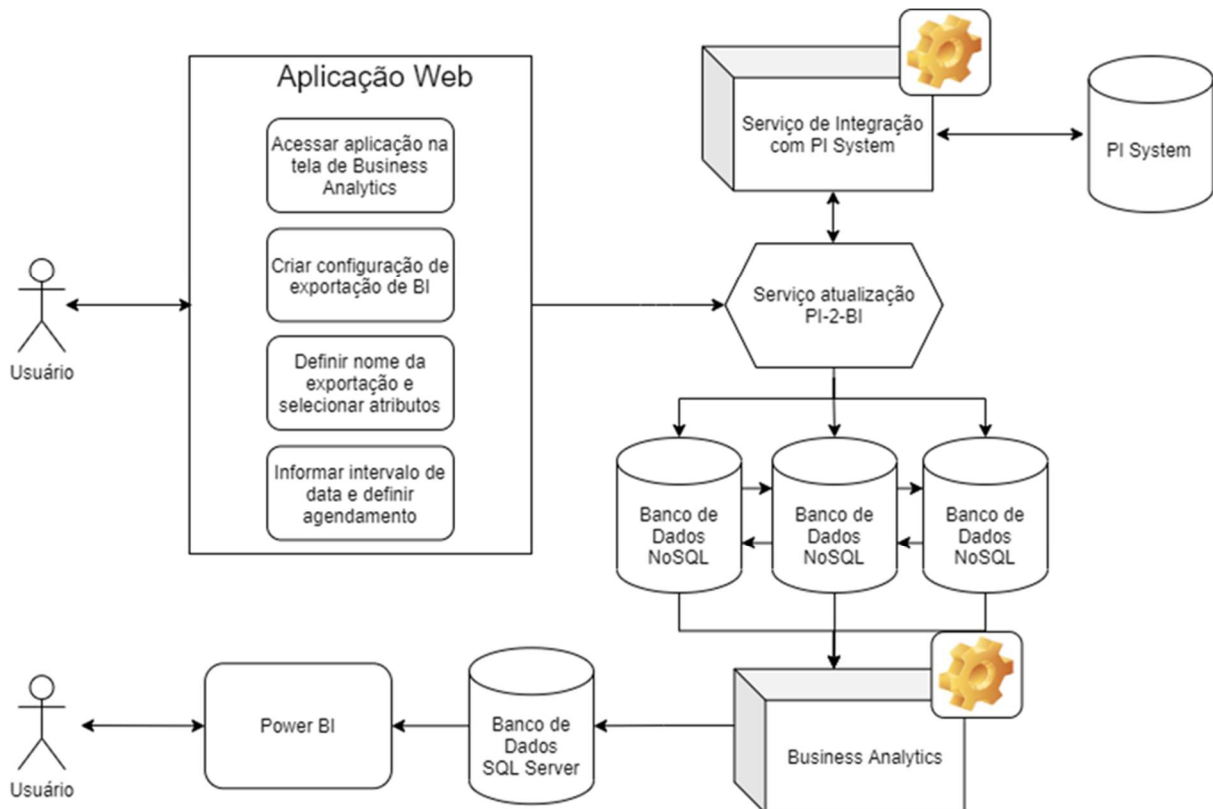 Aplicação Web
Acessar aplicação na
tela de Business
Analytics
Criar configuração de
exportação de BI
Definir nome da
exportação e
selecionar atributos
Informar intervalo de
data e definir
agendamento
Usuário
Serviço de Integração
com PI System
PI System
Serviço atualização
PI-2-BI
Banco de
Dados
NoSQL
Banco de
Dados
NoSQL
Banco de
Dados
NoSQL
Usuário
Power BI
Banco de
Dados
SQL Server
Business Analytics